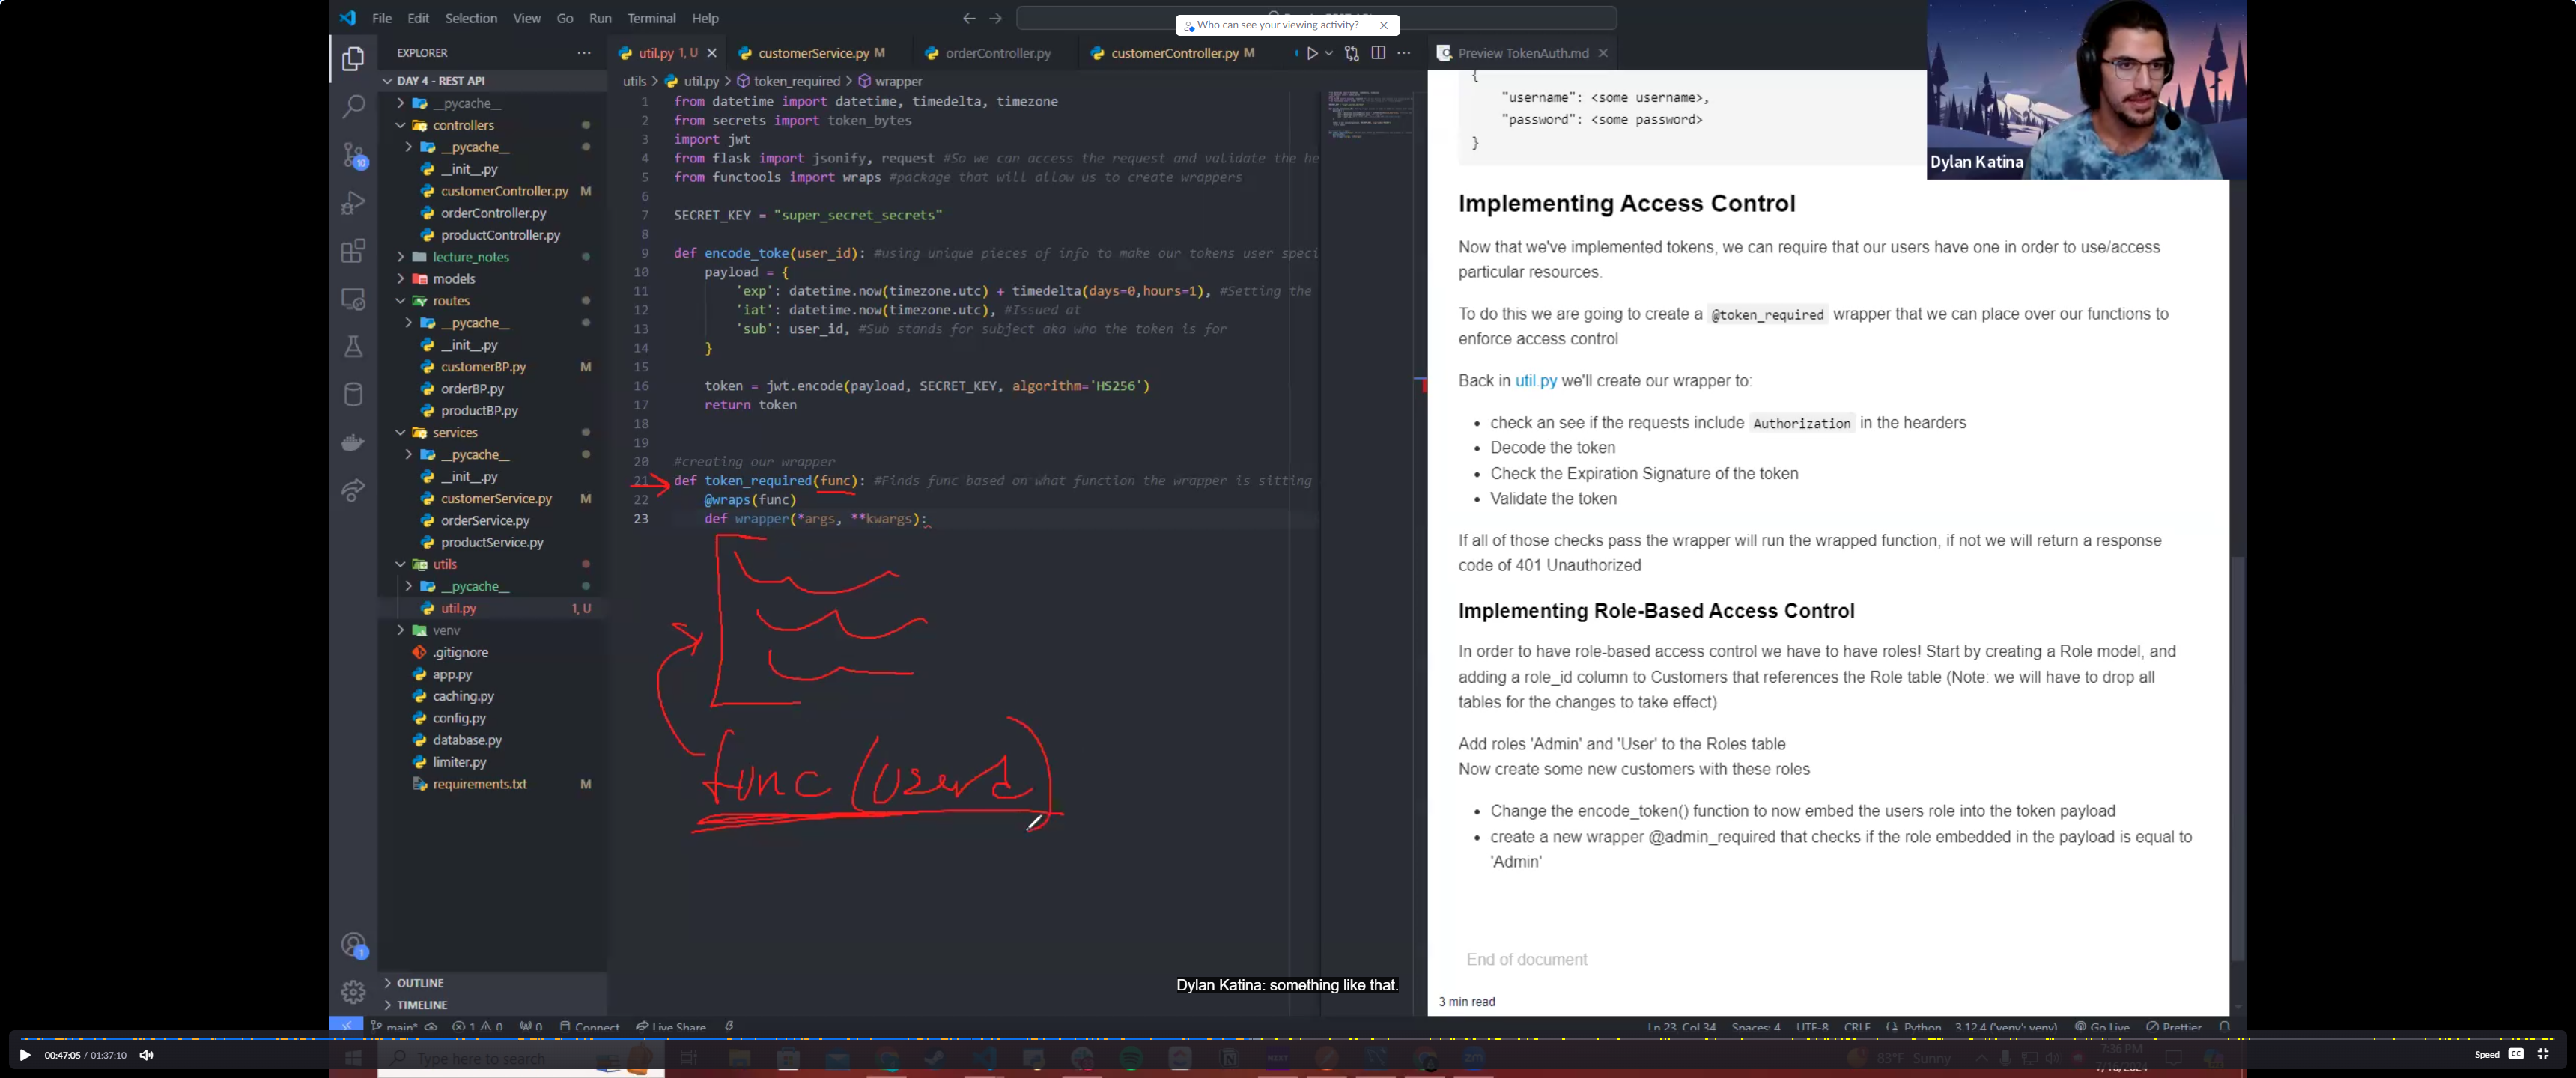 File Edit Selection View Go Run Terminal Help
Who can see your viewing activity?
EXPLORER
DAY 4 - REST API
__pycache__
controllers
__pycache__
__init__.py
customerController.py M
orderController.py
productController.py
lecture_notes
models
routes
__pycache__
__init__.py
customerBP.py M
orderBP.py
productBP.py
services
__pycache__
__init__.py
customerService.py M
orderService.py
productService.py
utils
__pycache__
util.py 1, U
venv
.gitignore
app.py
caching.py
config.py
database.py
limiter.py
requirements.txt M
OUTLINE
TIMELINE
10
1
util.py 1, U
customerService.py M
orderController.py
customerController.py M
utils > util.py > token_required > wrapper
1 from datetime import datetime, timedelta, timezone
2 from secrets import token_bytes
3 import jwt
4 from flask import jsonify, request #So we can access the request and validate the he
5 from functools import wraps #package that will allow us to create wrappers
6
7 SECRET_KEY = "super_secret_secrets"
8
9 def encode_toke(user_id): #using unique pieces of info to make our tokens user speci
10 payload = {
11 'exp': datetime.now(timezone.utc) + timedelta(days=0,hours=1), #Setting the
12 'iat': datetime.now(timezone.utc), #Issued at
13 'sub': user_id, #Sub stands for subject aka who the token is for
14 }
15
16 token = jwt.encode(payload, SECRET_KEY, algorithm='HS256')
17 return token
18
19
20 #creating our wrapper
21 def token_required(func): #Finds func based on what function the wrapper is sitting
22 @wraps(func)
23 def wrapper(*args, **kwargs):
Preview TokenAuth.md
{
"username": <some username>,
"password": <some password>
}
Dylan Katina
Implementing Access Control
Now that we've implemented tokens, we can require that our users have one in order to use/access
particular resources.
To do this we are going to create a @token_required wrapper that we can place over our functions to
enforce access control
Back in util.py we'll create our wrapper to:
check an see if the requests include Authorization in the hearders
Decode the token
Check the Expiration Signature of the token
Validate the token
If all of those checks pass the wrapper will run the wrapped function, if not we will return a response
code of 401 Unauthorized
Implementing Role-Based Access Control
In order to have role-based access control we have to have roles! Start by creating a Role model, and
adding a role_id column to Customers that references the Role table (Note: we will have to drop all
tables for the changes to take effect)
Add roles 'Admin' and 'User' to the Roles table
Now create some new customers with these roles
Change the encode_token() function to now embed the users role into the token payload
create a new wrapper @admin_required that checks if the role embedded in the payload is equal to
'Admin'
End of document
3 min read
Dylan Katina: something like that.
main* 1 0 0 Connect Live Share
Ln 23, Col 34 Spaces: 4 UTF-8 CRLF Python 3.12.4 ('venv': venv) Go Live Prettier
00:47:05 / 01:37:10
Speed CC
Type here to search
83°F Sunny
7:36 PM